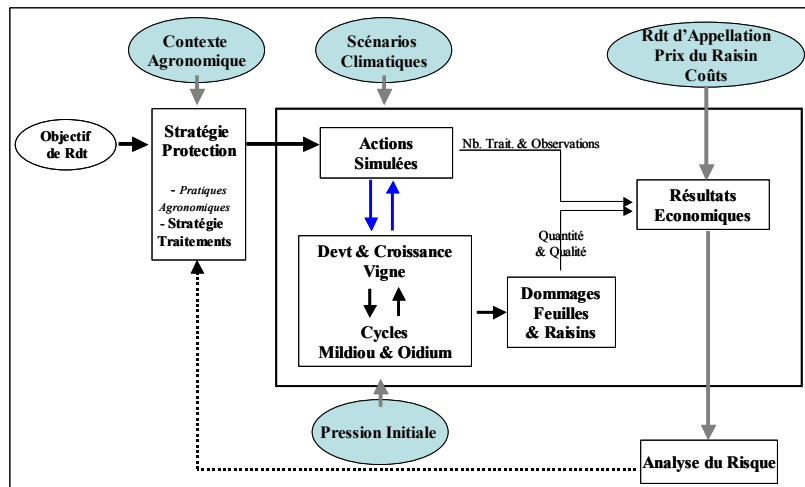 Contexte
Agronomique
Scénarios
Climatiques
Rdt d’Appellation
Prix du Raisin
Coûts
Objectif
de Rdt
Stratégie
Protection
- Pratiques
Agronomiques
- Stratégie
Traitements
Actions
Simulées
Nb. Trait. & Observations
Résultats
Economiques
Devt & Croissance
Vigne
Cycles
Mildiou & Oidium
Quantité
& Qualité
Dommages
Feuilles
& Raisins
Pression Initiale
Analyse du Risque